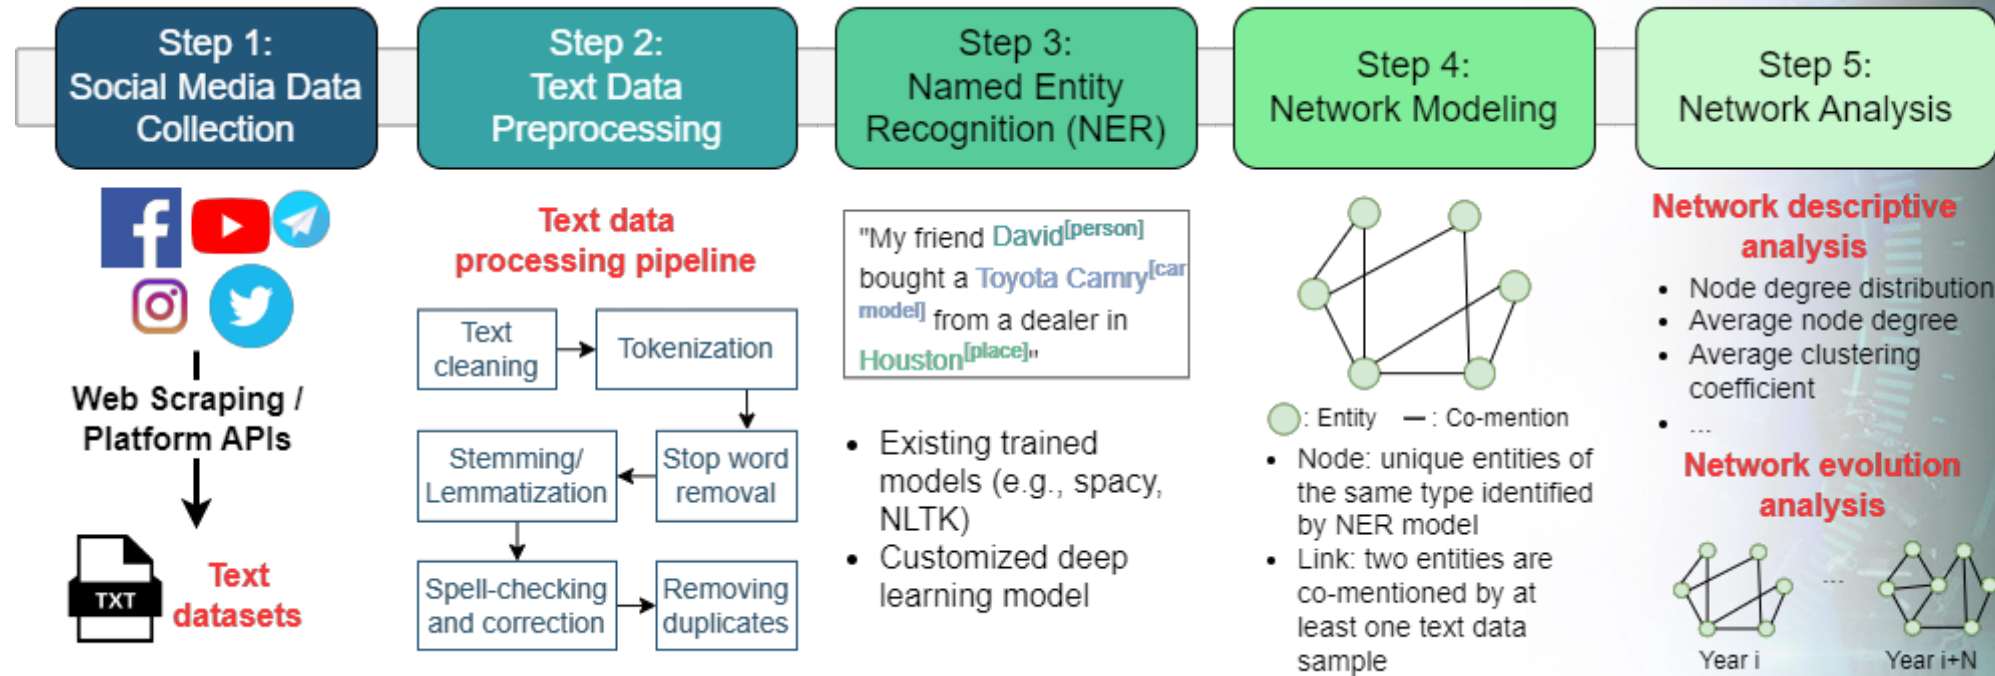 Step 1:
Social Media Data
Collection
Step 2:
Text Data
Preprocessing
Step 3:
Named Entity
Recognition (NER)
Step 4:
Network Modeling
Step 5:
Network Analysis
Web Scraping /
Platform APIs
TXT
Text
datasets
Text data
processing pipeline
Text
cleaning
Tokenization
Stop word
removal
Stemming/
Lemmatization
Spell-checking
and correction
Removing
duplicates
"My friend David[person]
bought a Toyota Camry[car
model] from a dealer in
Houston[place]"
• Existing trained
models (e.g., spacy,
NLTK)
• Customized deep
learning model
: Entity — : Co-mention
• Node: unique entities of
the same type identified
by NER model
• Link: two entities are
co-mentioned by at
least one text data
sample
Network descriptive
analysis
• Node degree distribution
• Average node degree
• Average clustering
coefficient
• ...
Network evolution
analysis
...
Year i
Year i+N